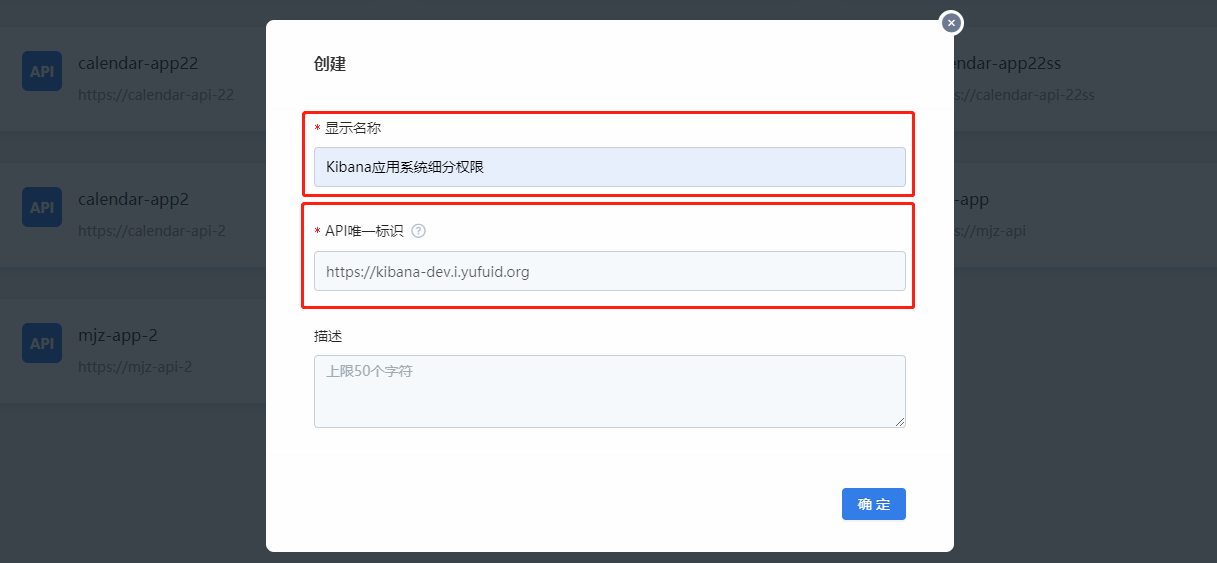 API
calendar-app22
https://calendar-api-22
endar-app22ss
s://calendar-api-22ss
API
calendar-app2
https://calendar-api-2
-app
s://mjz-api
API
mjz-app-2
https://mjz-api-2
创建
* 显示名称
Kibana应用系统细分权限
* API唯一标识 ?
https://kibana-dev.i.yufuid.org
描述
上限50个字符
确 定